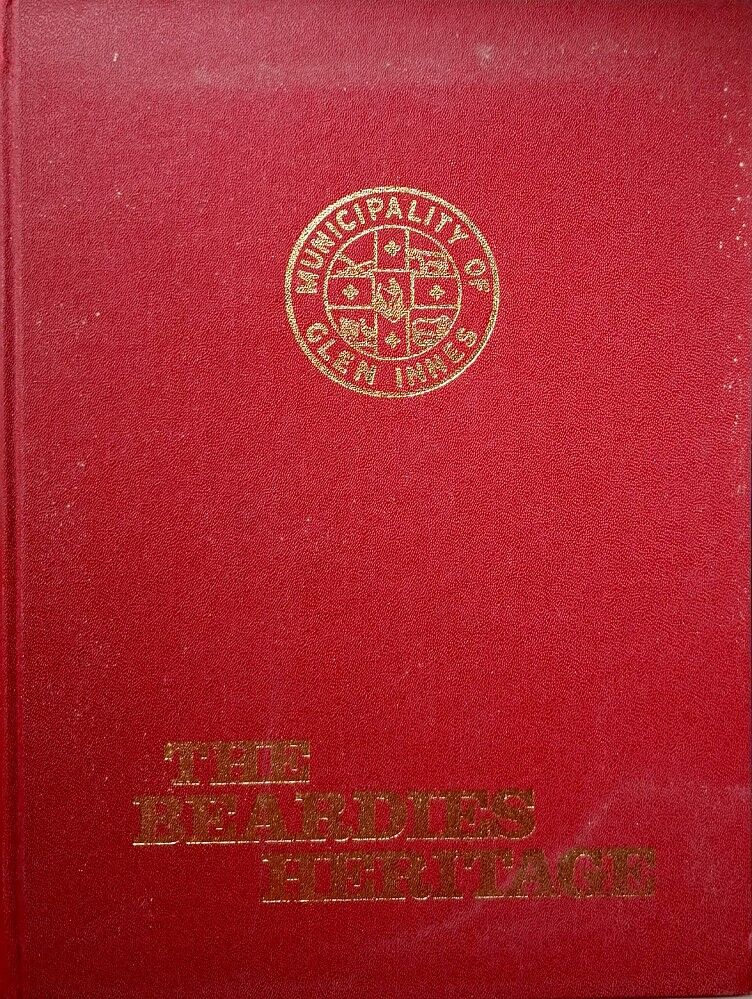 MUNICIPALITY OF
GLEN INNES
THE
BEARDIES
HERITAGE